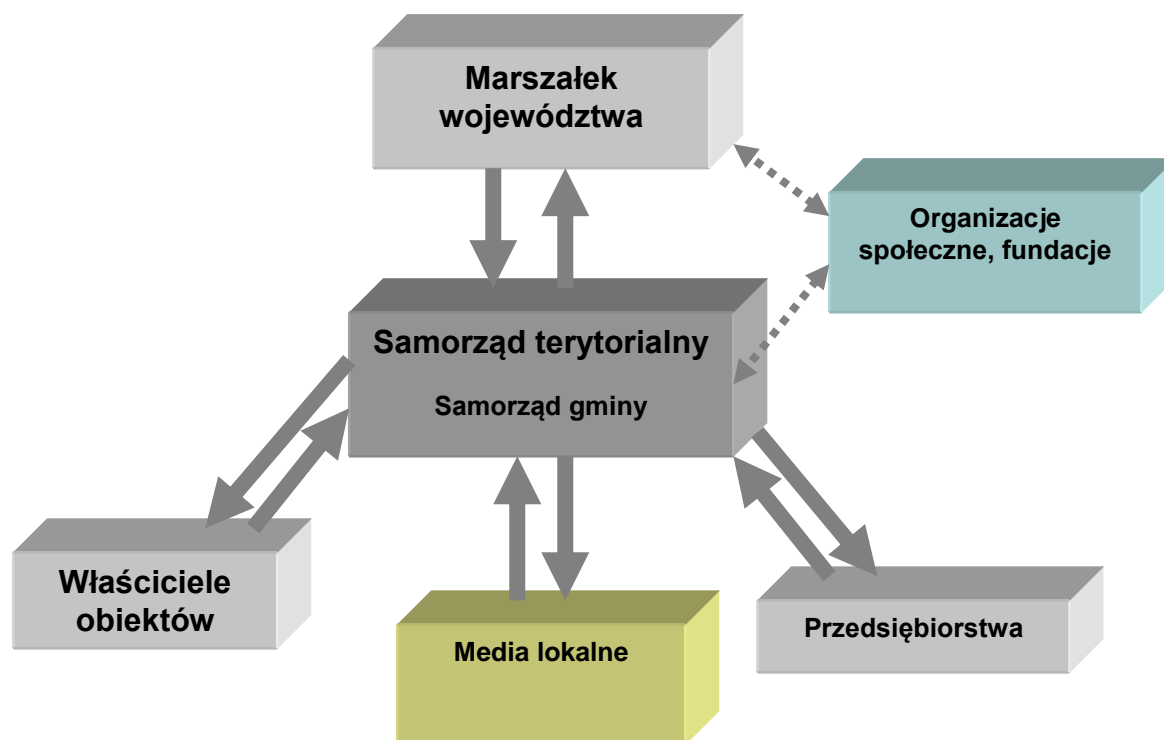 Marszałek
województwa
Organizacje
społeczne, fundacje
Samorząd terytorialny
Samorząd gminy
Właściciele
obiektów
Media lokalne
Przedsiębiorstwa